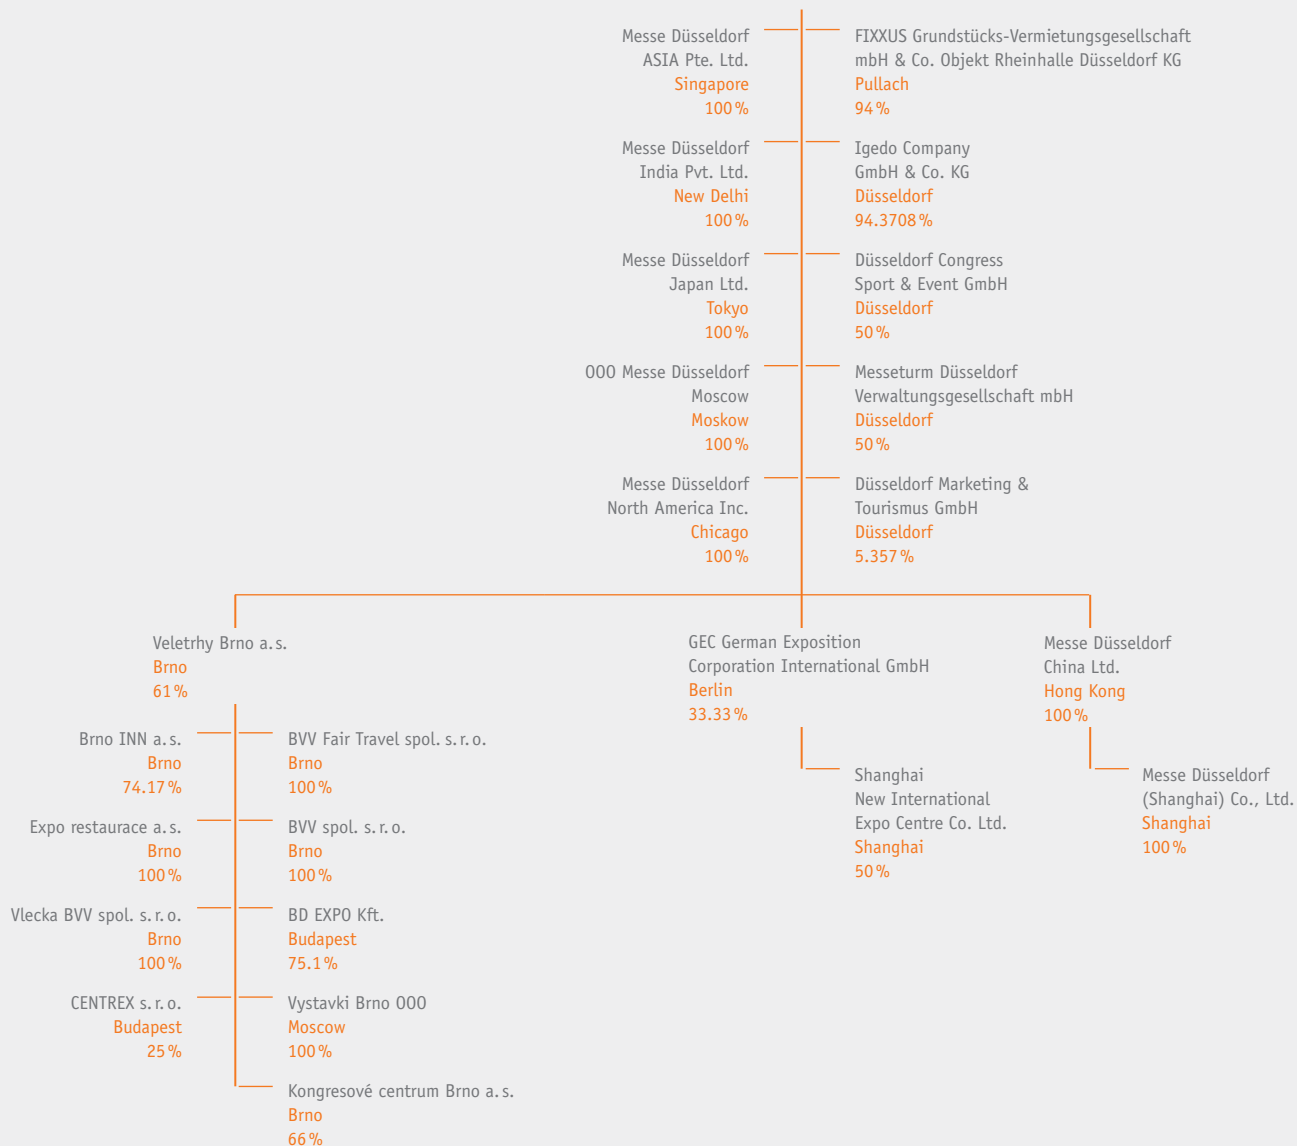 Messe Düsseldorf
ASIA Pte. Ltd.
Singapore
100 %
FIXXUS Grundstücks-Vermietungsgesellschaft
mbH & Co. Objekt Rheinhalle Düsseldorf KG
Pullach
94 %
Messe Düsseldorf
India Pvt. Ltd.
New Delhi
100 %
Igedo Company
GmbH & Co. KG
Düsseldorf
94.3708 %
Messe Düsseldorf
Japan Ltd.
Tokyo
100 %
Düsseldorf Congress
Sport & Event GmbH
Düsseldorf
50 %
OOO Messe Düsseldorf
Moscow
Moskow
100 %
Messeturm Düsseldorf
Verwaltungsgesellschaft mbH
Düsseldorf
50 %
Messe Düsseldorf
North America Inc.
Chicago
100 %
Düsseldorf Marketing &
Tourismus GmbH
Düsseldorf
5.357 %
Veletrhy Brno a. s.
Brno
61 %
GEC German Exposition
Corporation International GmbH
Berlin
33.33 %
Messe Düsseldorf
China Ltd.
Hong Kong
100 %
Brno INN a. s.
Brno
74.17 %
BVV Fair Travel spol. s. r. o.
Brno
100 %
Expo restaurace a. s.
Brno
100 %
BVV spol. s. r. o.
Brno
100 %
Vlecka BVV spol. s. r. o.
Brno
100 %
BD EXPO Kft.
Budapest
75.1 %
CENTREX s. r. o.
Budapest
25 %
Vystavki Brno OOO
Moscow
100 %
Kongresové centrum Brno a. s.
Brno
66 %
Shanghai
New International
Expo Centre Co. Ltd.
Shanghai
50 %
Messe Düsseldorf
(Shanghai) Co., Ltd.
Shanghai
100 %